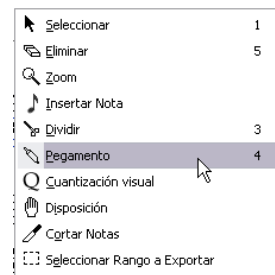 Seleccionar 1
Eliminar 5
Zoom
Insertar Nota
Dividir 3
Pegamento 4
Cuantización visual
Disposición
Cortar Notas
Seleccionar Rango a Exportar